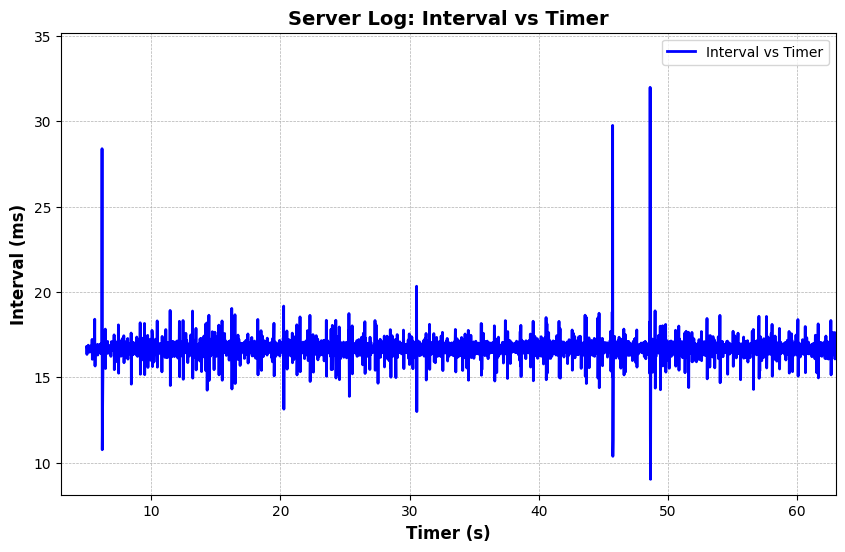 Server Log: Interval vs Timer
Interval vs Timer
35
30
25
20
15
10
Interval (ms)
10 20 30 40 50 60
Timer (s)